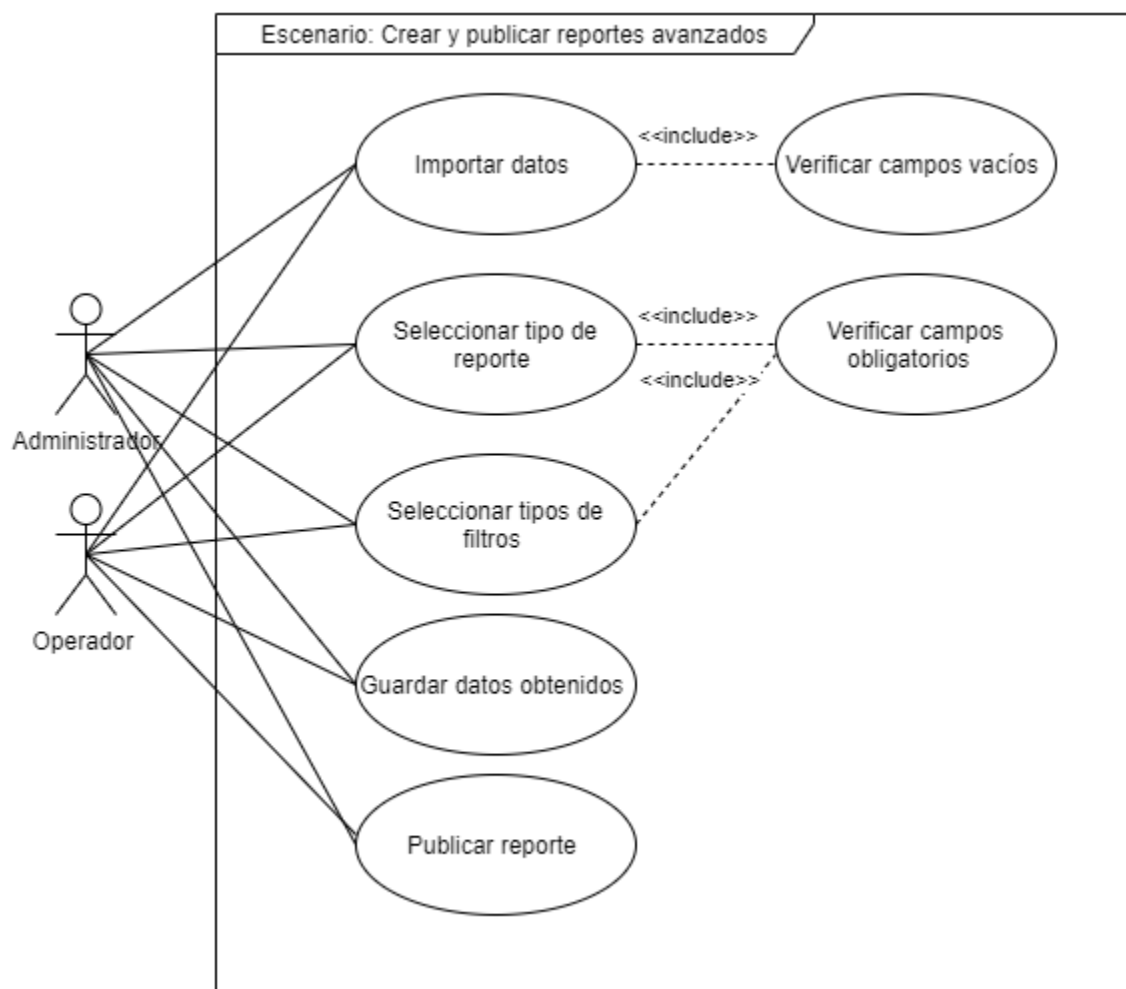 Escenario: Crear y publicar reportes avanzados
Importar datos
<<include>>
Verificar campos vacíos
Seleccionar tipo de
reporte
<<include>>
Verificar campos
obligatorios
<<include>>
Administrador
Seleccionar tipos de
filtros
Operador
Guardar datos obtenidos
Publicar reporte